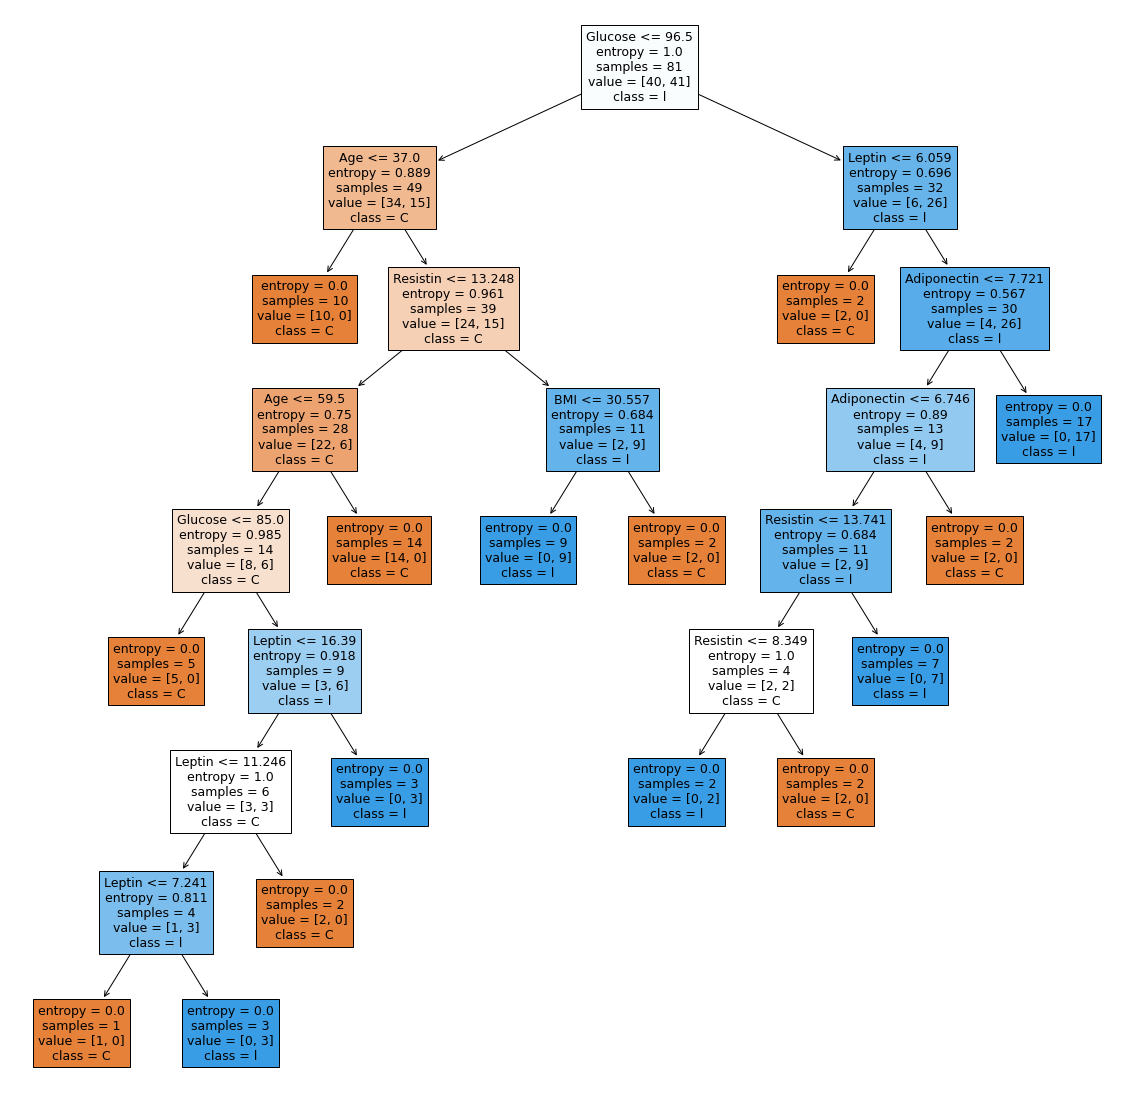 Glucose <= 96.5
entropy = 1.0
samples = 81
value = [40, 41]
class = l
Age <= 37.0
entropy = 0.889
samples = 49
value = [34, 15]
class = C
Leptin <= 6.059
entropy = 0.696
samples = 32
value = [6, 26]
class = l
entropy = 0.0
samples = 10
value = [10, 0]
class = C
Resistin <= 13.248
entropy = 0.961
samples = 39
value = [24, 15]
class = C
entropy = 0.0
samples = 2
value = [2, 0]
class = C
Adiponectin <= 7.721
entropy = 0.567
samples = 30
value = [4, 26]
class = l
Age <= 59.5
entropy = 0.75
samples = 28
value = [22, 6]
class = C
BMI <= 30.557
entropy = 0.684
samples = 11
value = [2, 9]
class = l
Adiponectin <= 6.746
entropy = 0.89
samples = 13
value = [4, 9]
class = l
entropy = 0.0
samples = 17
value = [0, 17]
class = l
Glucose <= 85.0
entropy = 0.985
samples = 14
value = [8, 6]
class = C
entropy = 0.0
samples = 14
value = [14, 0]
class = C
entropy = 0.0
samples = 9
value = [0, 9]
class = l
entropy = 0.0
samples = 2
value = [2, 0]
class = C
Resistin <= 13.741
entropy = 0.684
samples = 11
value = [2, 9]
class = l
entropy = 0.0
samples = 2
value = [2, 0]
class = C
entropy = 0.0
samples = 5
value = [5, 0]
class = C
Leptin <= 16.39
entropy = 0.918
samples = 9
value = [3, 6]
class = l
Resistin <= 8.349
entropy = 1.0
samples = 4
value = [2, 2]
class = C
entropy = 0.0
samples = 7
value = [0, 7]
class = l
Leptin <= 11.246
entropy = 1.0
samples = 6
value = [3, 3]
class = C
entropy = 0.0
samples = 3
value = [0, 3]
class = l
entropy = 0.0
samples = 2
value = [0, 2]
class = l
entropy = 0.0
samples = 2
value = [2, 0]
class = C
Leptin <= 7.241
entropy = 0.811
samples = 4
value = [1, 3]
class = l
entropy = 0.0
samples = 2
value = [2, 0]
class = C
entropy = 0.0
samples = 1
value = [1, 0]
class = C
entropy = 0.0
samples = 3
value = [0, 3]
class = l